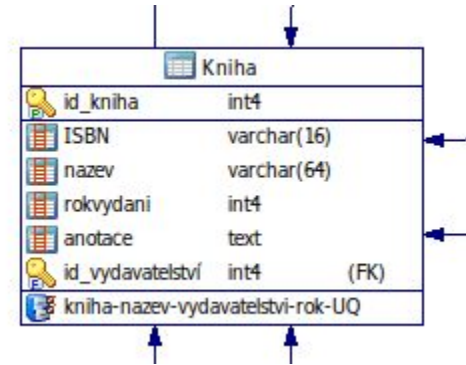 Kniha
id_kniha int4
ISBN varchar(16)
nazev varchar(64)
rokvydani int4
anotace text
id_vydavatelství int4 (FK)
kniha-nazev-vydavatelstvi-rok-UQ